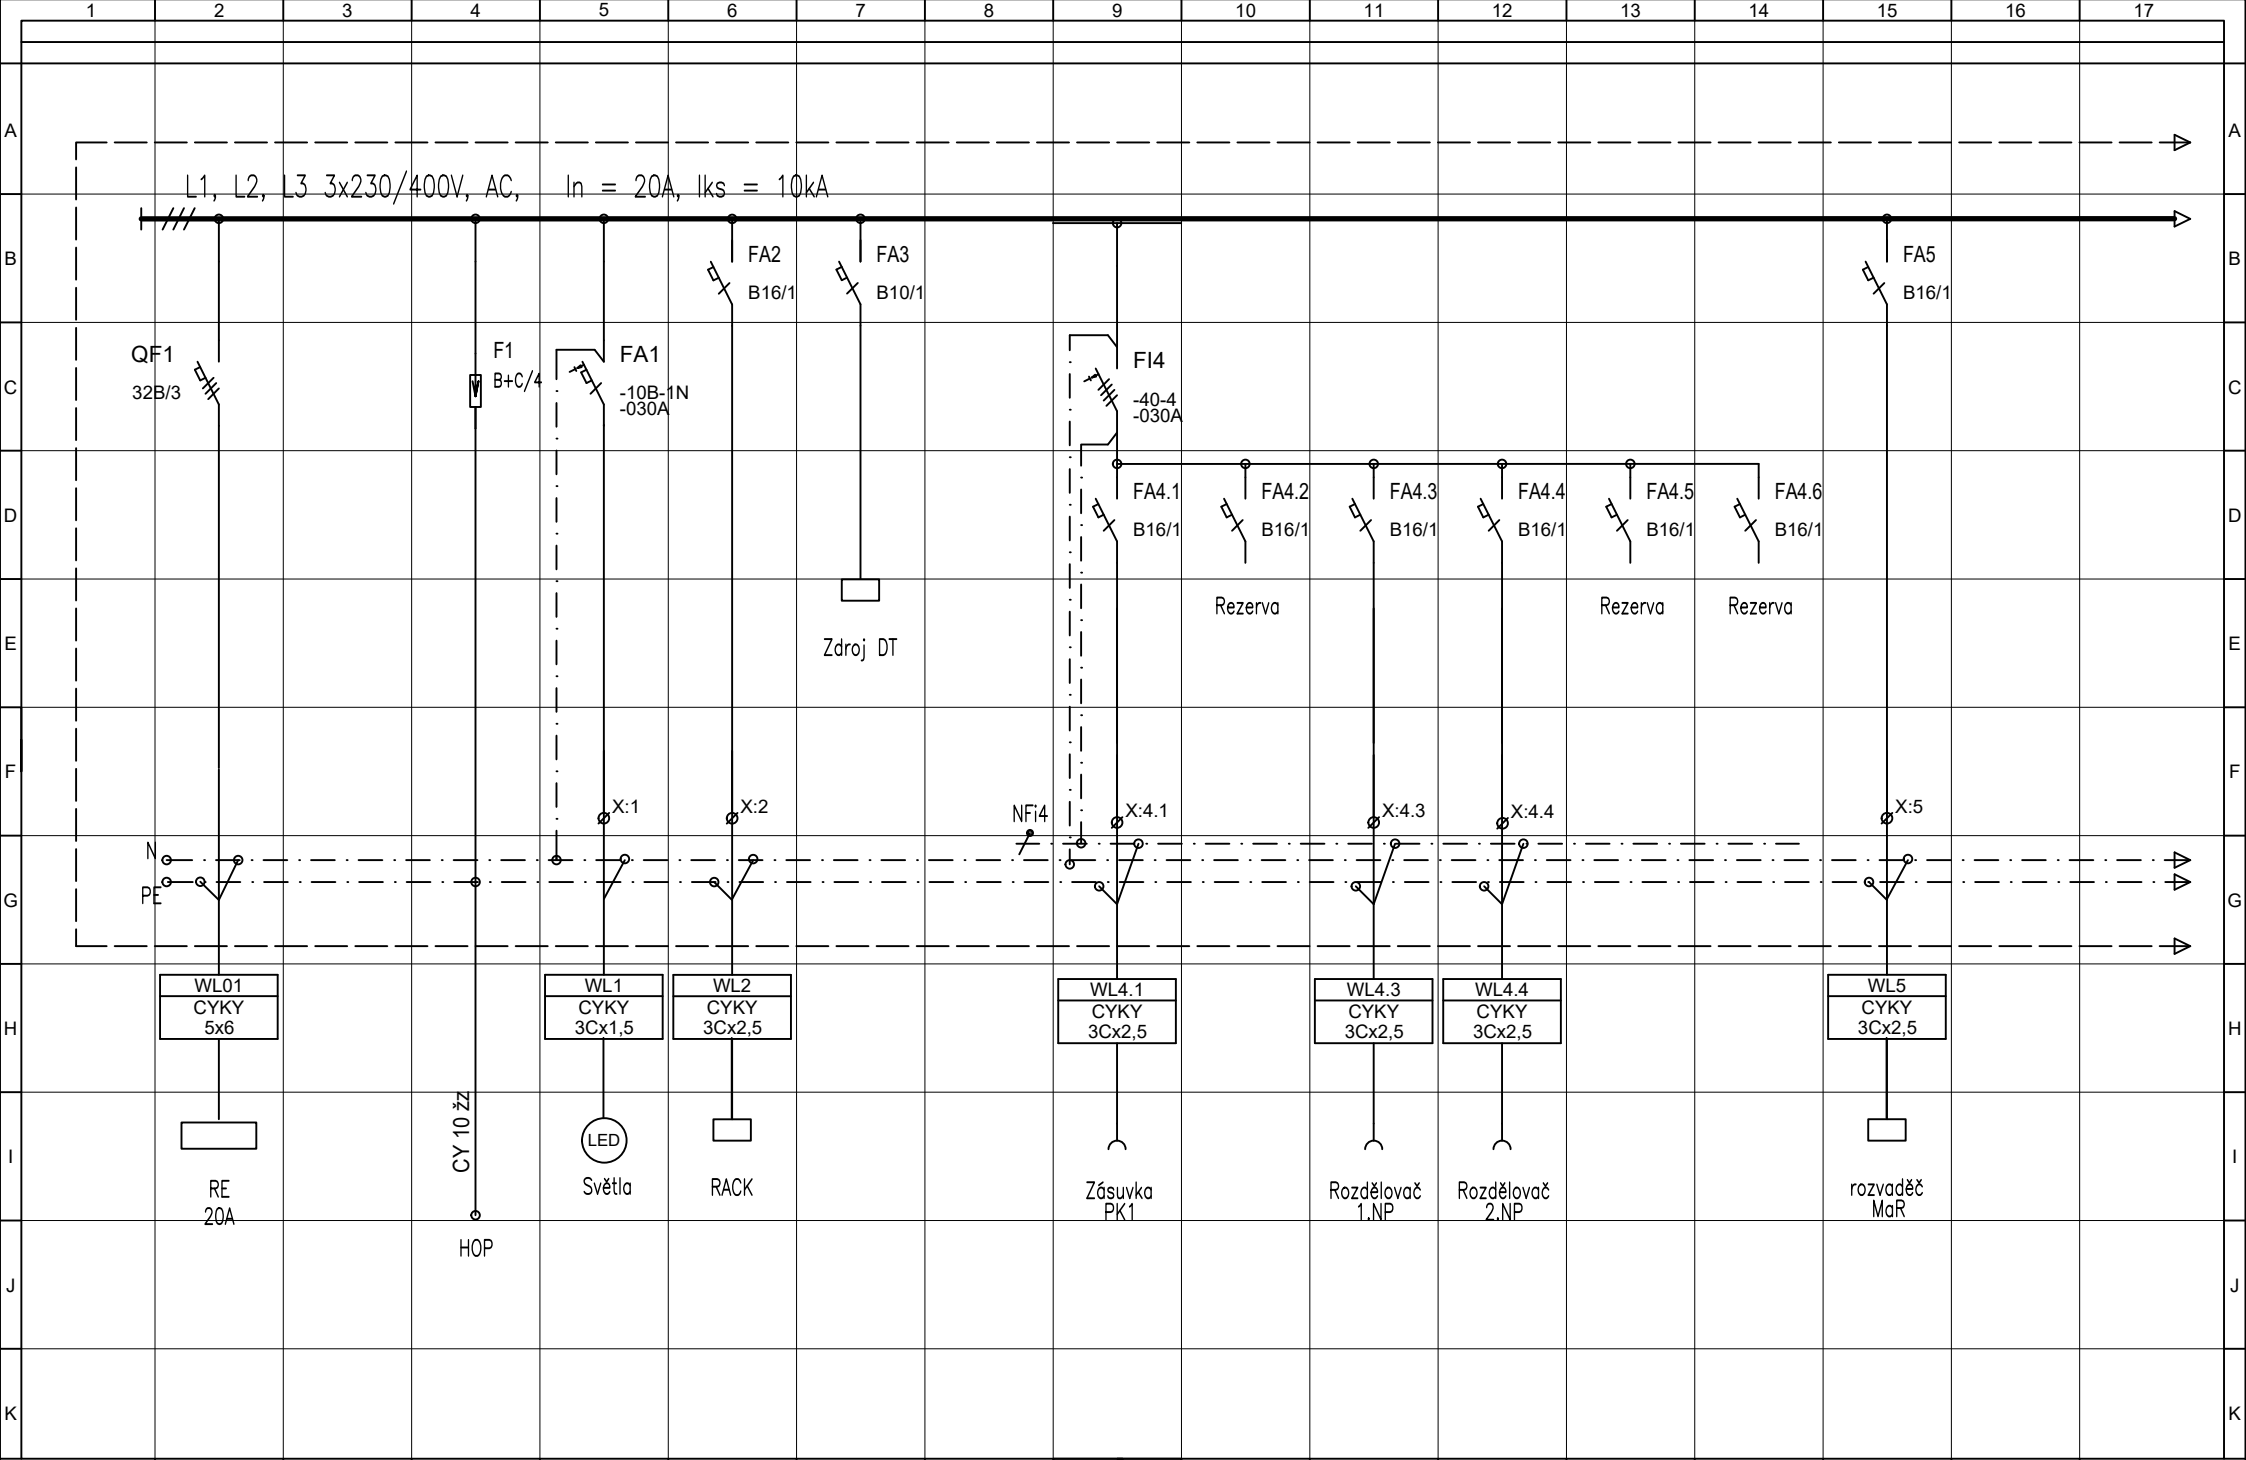 1 2 3 4 5 6 7 8 9 10 11 12 13 14 15 16 17
A A
L1, L2, L3 3x230/400V, AC, In = 20A, Iks = 10kA
B B
FA2 FA3 FA5
B16/1 B10/1 B16/1
QF1 F1 FA1 FI4
C C
32B/3 B+C/4 -10B-1N -40-4
-030A -030A
FA4.1 FA4.2 FA4.3 FA4.4 FA4.5 FA4.6
D D
B16/1 B16/1 B16/1 B16/1 B16/1 B16/1
Rezerva Rezerva Rezerva
E E
Zdroj DT
F F
X:1 X:2 NFi4 X:4.1 X:4.3 X:4.4 X:5
N
PE
G G
WL01 WL1 WL2 WL4.1 WL4.3 WL4.4 WL5
CYKY CYKY CYKY CYKY CYKY CYKY CYKY
5x6 3Cx1,5 3Cx2,5 3Cx2,5 3Cx2,5 3Cx2,5 3Cx2,5
H H
CY 10 žz
LED
I I
RE Světla RACK Zásuvka Rozdělovač Rozdělovač rozvaděč
20A PK1 1.NP 2.NP MaR
HOP
J J
K K